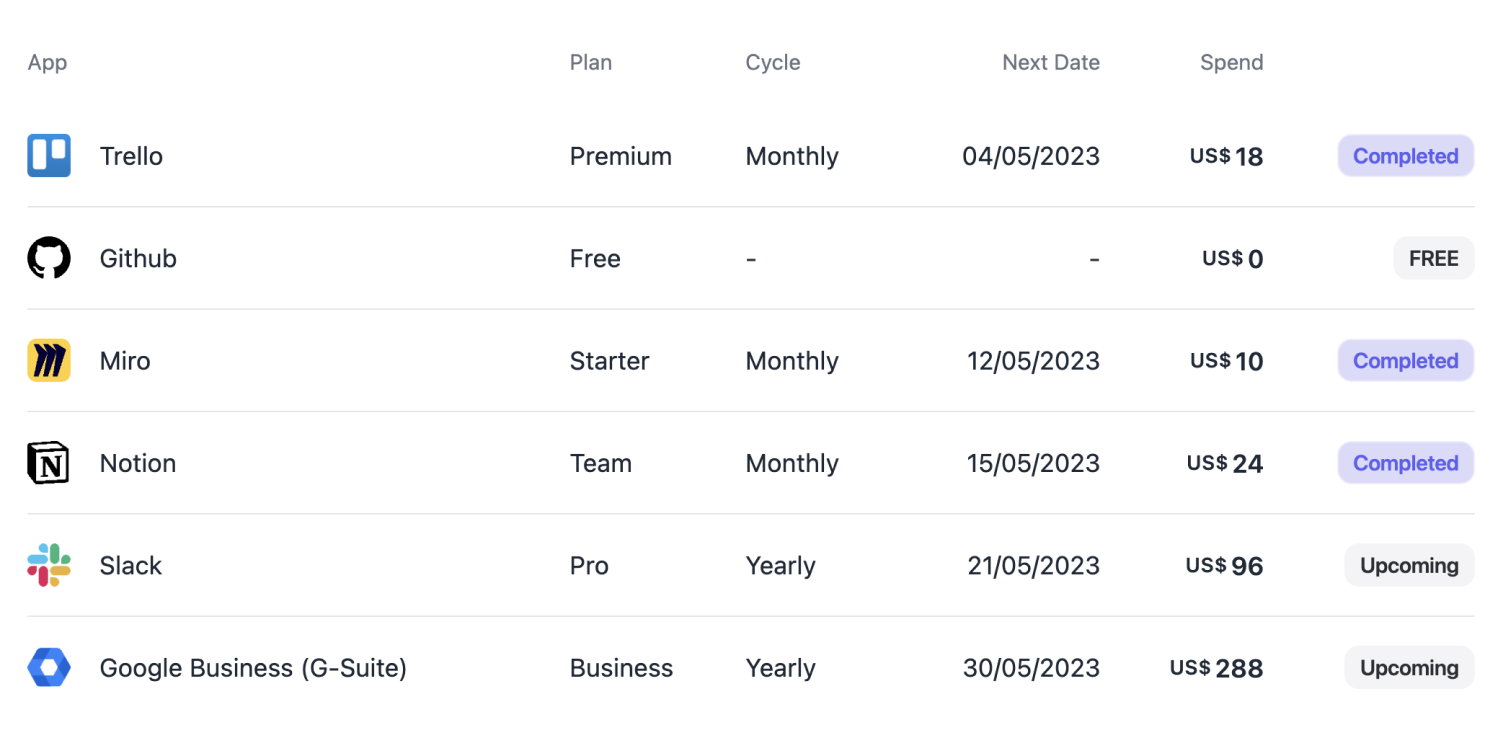 App Plan Cycle Next Date Spend
Trello Premium Monthly 04/05/2023 US$ 18 Completed
Github Free - - US$ 0 FREE
Miro Starter Monthly 12/05/2023 US$ 10 Completed
Notion Team Monthly 15/05/2023 US$ 24 Completed
Slack Pro Yearly 21/05/2023 US$ 96 Upcoming
Google Business (G-Suite) Business Yearly 30/05/2023 US$ 288 Upcoming